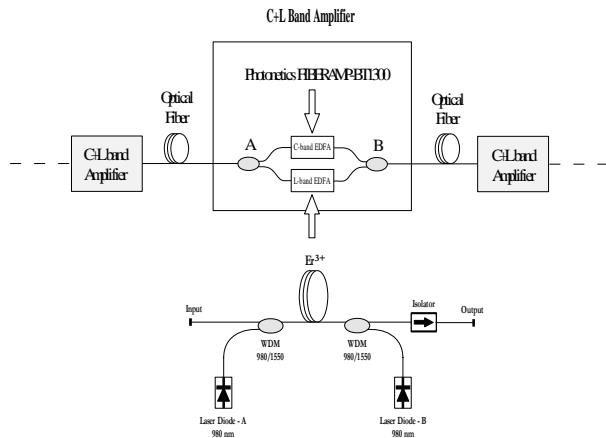 C+L Band Amplifier
Photonetics FIBERAMP-BT1300
Optical
Fiber
Optical
Fiber
A
B
C-band EDFA
L-band EDFA
C+L band
Amplifier
C+L band
Amplifier
Er3+
Input
Isolator
Output
WDM
980/1550
WDM
980/1550
Laser Diode - A
980 nm
Laser Diode - B
980 nm